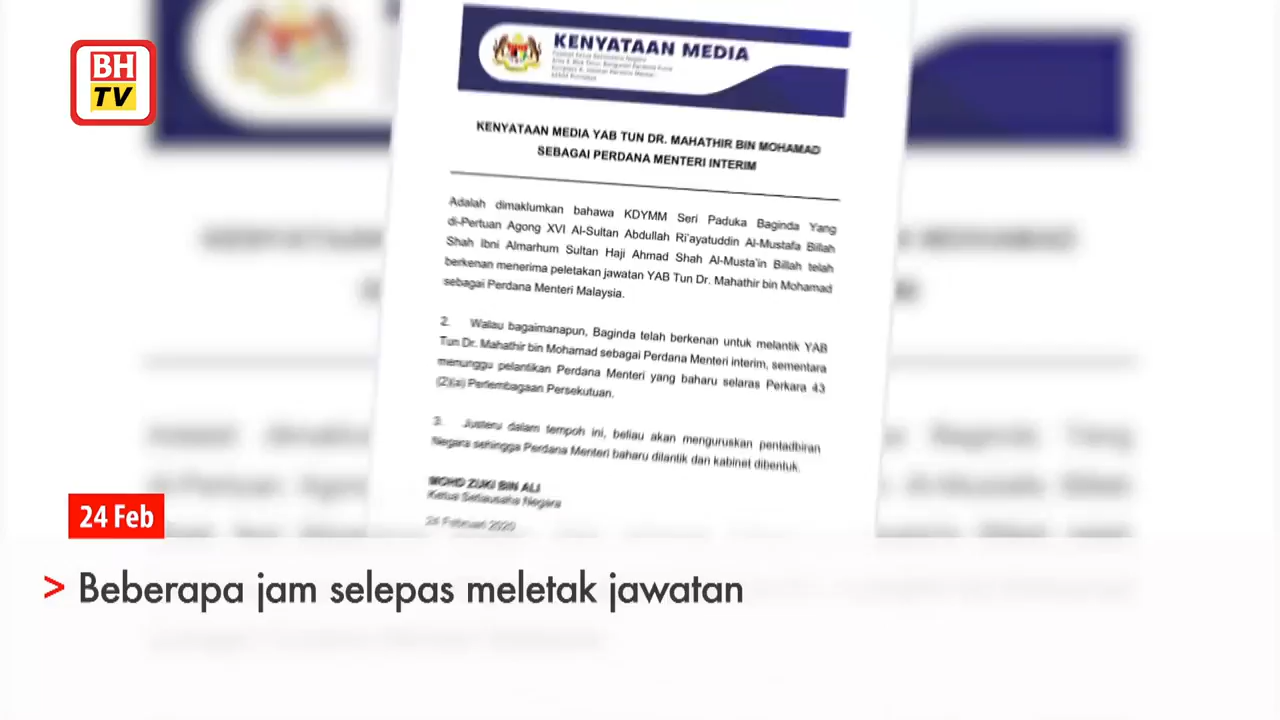 BH
TV
KENYATAAN MEDIA
KENYATAAN MEDIA YAB TUN DR. MAHATHIR BIN MOHAMAD
SEBAGAI PERDANA MENTERI INTERIM
Adalah dimaklumkan bahawa KDYMM Seri Paduka Baginda Yang
di-Pertuan Agong XVI Al-Sultan Abdullah Ri'ayatuddin Al-Mustafa Billah
Shah Ibni Almarhum Sultan Haji Ahmad Shah Al-Musta'in Billah telah
berkenan menerima peletakan jawatan YAB Tun Dr. Mahathir bin Mohamad
sebagai Perdana Menteri Malaysia.
2. Walau bagaimanapun, Baginda telah berkenan untuk melantik YAB
Tun Dr. Mahathir bin Mohamad sebagai Perdana Menteri interim, sementara
menunggu pelantikan Perdana Menteri yang baharu selaras Perkara 43
(2)(a) Perlembagaan Persekutuan.
3. Justeru dalam tempoh ini, beliau akan menguruskan pentadbiran
Negara sehingga Perdana Menteri baharu dilantik dan kabinet dibentuk.
MOHD ZUKI BIN ALI
Ketua Setiausaha Negara
24 Februari 2020
24 Feb
> Beberapa jam selepas meletak jawatan